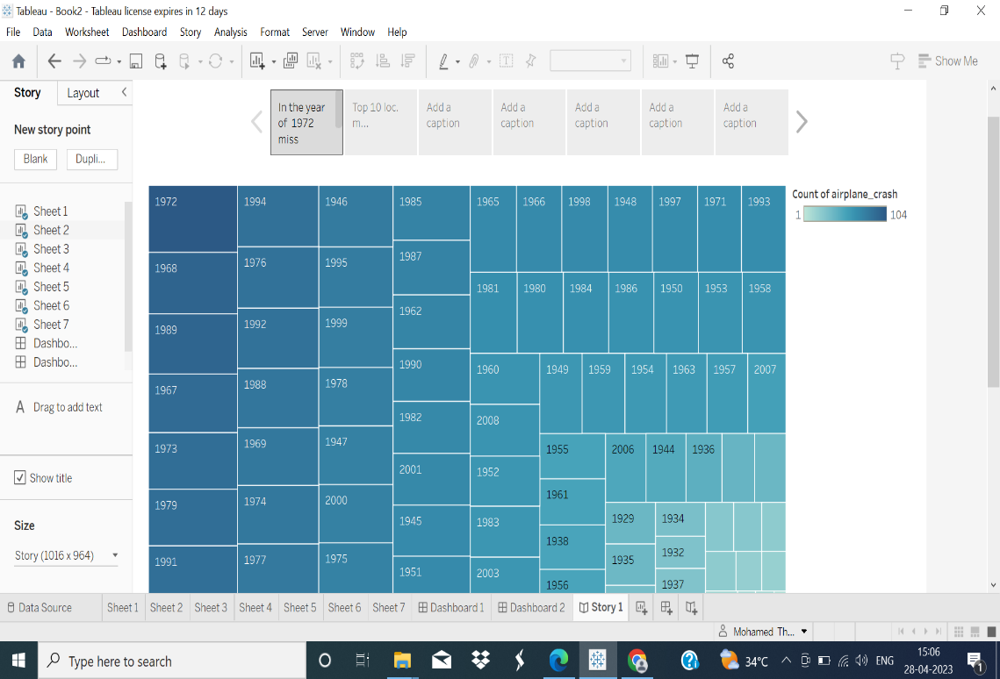 Tableau - Book2 - Tableau license expires in 12 days
File Data Worksheet Dashboard Story Analysis Format Server Window Help
Show Me
Story Layout
New story point
Blank Dupli...
Sheet 1
Sheet 2
Sheet 3
Sheet 4
Sheet 5
Sheet 6
Sheet 7
Dashbo...
Dashbo...
A Drag to add text
Show title
Size
Story (1016 x 964)
In the year
of 1972
miss
Top 10 loc.
m...
Add a
caption
Add a
caption
Add a
caption
Add a
caption
Add a
caption
1972 1994 1946 1985 1965 1966 1998 1948 1997 1971 1993
1987
1968 1976 1995
1981 1980 1984 1986 1950 1953 1958
1962
1989 1992 1999
1990 1960 1949 1959 1954 1963 1957 2007
1967 1988 1978
1982 2008
1973 1969 1947 1955 2006 1944 1936
2001 1952
1979 1974 2000 1961
1945 1983 1929 1934
1938 1932
1991 1977 1975 1935
1951 2003 1956 1937
Count of airplane_crash
1 104
Data Source Sheet 1 Sheet 2 Sheet 3 Sheet 4 Sheet 5 Sheet 6 Sheet 7 Dashboard 1 Dashboard 2 Story 1
Mohamed Th...
Type here to search
34°C
ENG
15:06
28-04-2023
1